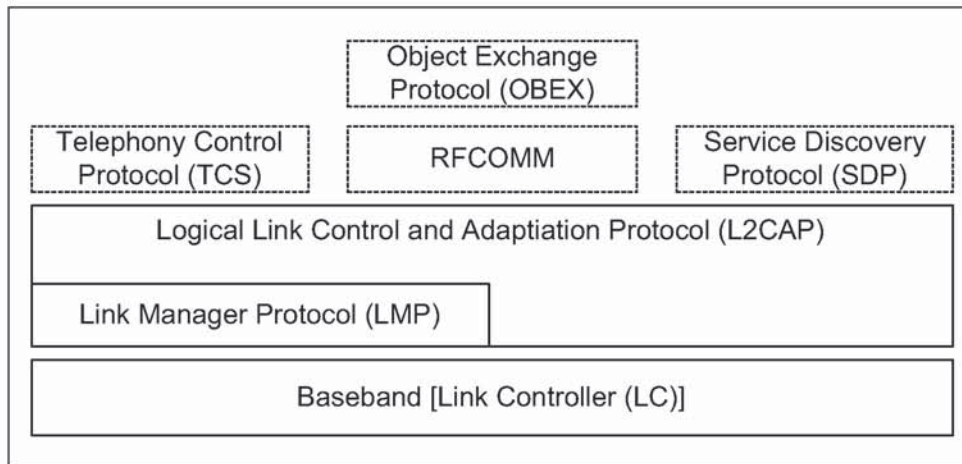 Object Exchange
Protocol (OBEX)
Telephony Control
Protocol (TCS)
RFCOMM
Service Discovery
Protocol (SDP)
Logical Link Control and Adaptiation Protocol (L2CAP)
Link Manager Protocol (LMP)
Baseband [Link Controller (LC)]